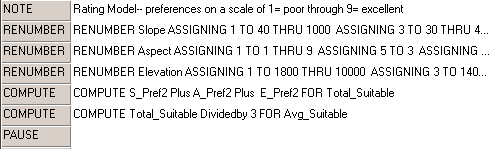 NOTE Rating Model-- preferences on a scale of 1= poor through 9= excellent
RENUMBER RENUMBER Slope ASSIGNING 1 TO 40 THRU 1000 ASSIGNING 3 TO 30 THRU 4...
RENUMBER RENUMBER Aspect ASSIGNING 1 TO 1 THRU 9 ASSIGNING 5 TO 3 ASSIGNING ...
RENUMBER RENUMBER Elevation ASSIGNING 1 TO 1800 THRU 10000 ASSIGNING 3 TO 140...
COMPUTE COMPUTE S_Pref2 Plus A_Pref2 Plus E_Pref2 FOR Total_Suitable
COMPUTE COMPUTE Total_Suitable Dividedby 3 FOR Avg_Suitable
PAUSE